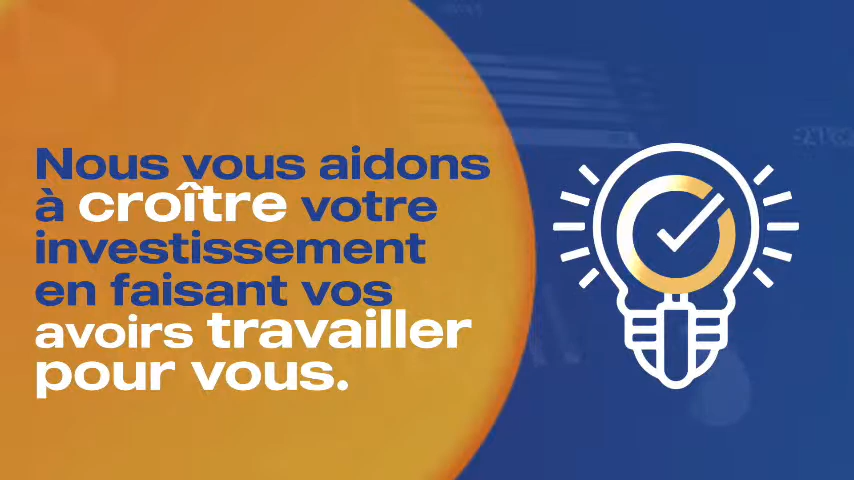 Nous vous aidons
à croître votre
investissement
en faisant vos
avoirs travailler
pour vous.